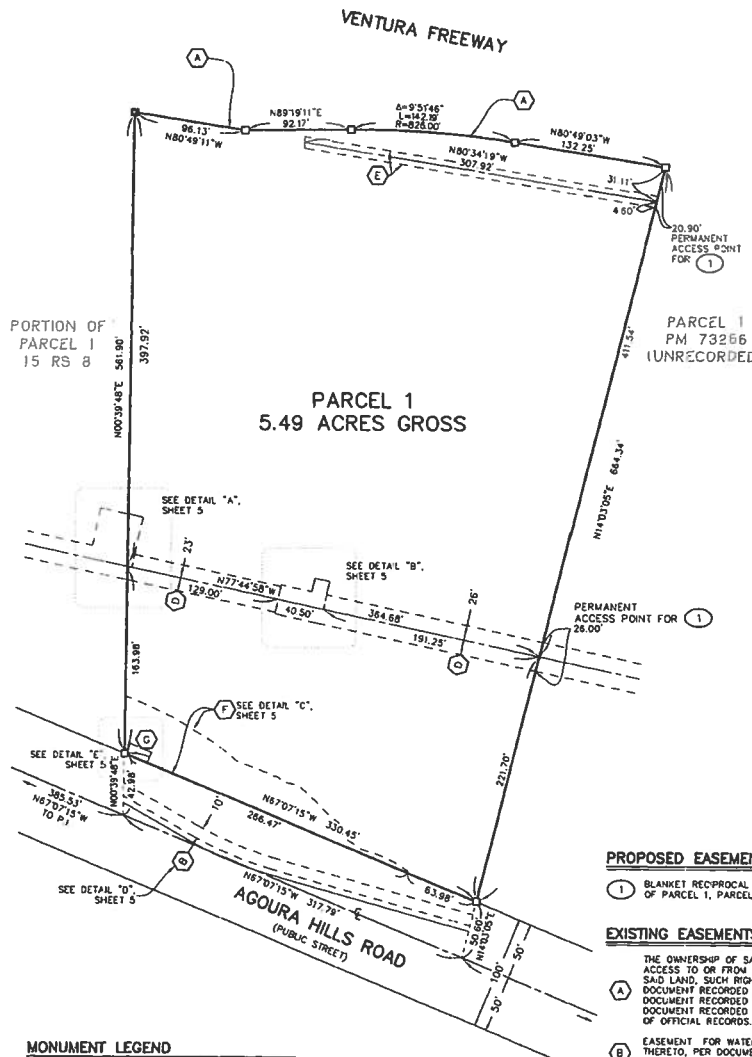 VENTURA FREEWAY
A
N89°19'11"E
92.17'
Δ=9°51'46"
L=142.19'
R=826.00'
A
96.13'
N80°49'11"W
N80°49'03"W
132.25'
N80°34'19"W
307.92'
E
31.11'
4.60'
20.90'
PERMANENT
ACCESS POINT
FOR 1
PORTION OF
PARCEL 1
15 RS 8
N00°39'48"E 561.90'
397.92'
PARCEL 1
5.49 ACRES GROSS
411.54'
N14°03'05"E 664.34'
PARCEL 1
PM 73266
(UNRECORDED
SEE DETAIL "A",
SHEET 5
23'
D
N77°44'58"W
129.00'
40.50'
SEE DETAIL "B",
SHEET 5
364.68'
191.25'
26'
D
PERMANENT
ACCESS POINT FOR 1
26.00'
163.98'
221.70'
F
SEE DETAIL "C",
SHEET 5
G
SEE DETAIL "E"
SHEET 5
N00°39'48"E
42.98'
385.53'
N67°07'15"W
TO P.I.
N67°07'15"W 330.45'
266.47'
63.98'
10'
B
SEE DETAIL "D",
SHEET 5
N67°07'15"W 317.79'
AGOURA HILLS ROAD
(PUBLIC STREET)
50.60'
N14°03'05"E
50'
100'
50'
PROPOSED EASEMEN
1 BLANKET RECIPROCAL
OF PARCEL 1, PARCEL
EXISTING EASEMENTS
THE OWNERSHIP OF SA
ACCESS TO OR FROM
A SAID LAND, SUCH RIGH
DOCUMENT RECORDED
DOCUMENT RECORDED
DOCUMENT RECORDED
OF OFFICIAL RECORDS.
B EASEMENT FOR WATE
THERETO, PER DOCUME
MONUMENT LEGEND